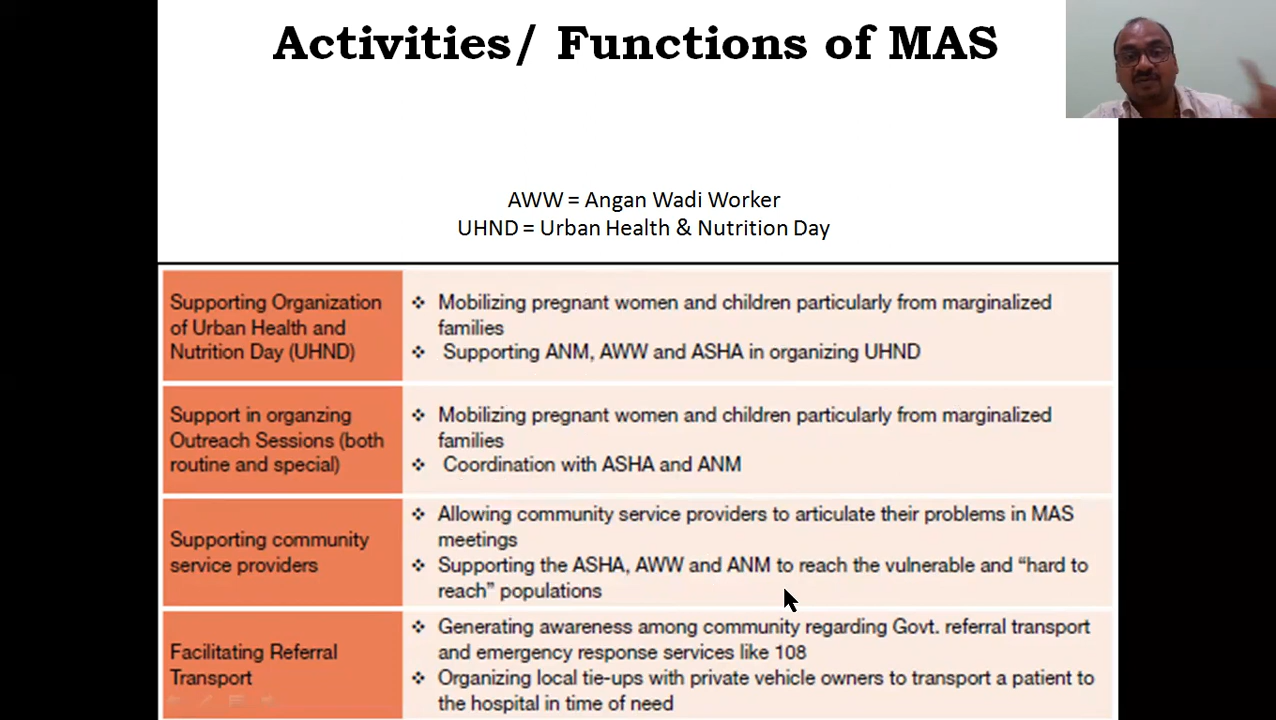 Activities/ Functions of MAS
AWW = Angan Wadi Worker
UHND = Urban Health & Nutrition Day
Supporting Organization
of Urban Health and
Nutrition Day (UHND)
❖ Mobilizing pregnant women and children particularly from marginalized
families
❖ Supporting ANM, AWW and ASHA in organizing UHND
Support in organzing
Outreach Sessions (both
routine and special)
❖ Mobilizing pregnant women and children particularly from marginalized
families
❖ Coordination with ASHA and ANM
Supporting community
service providers
❖ Allowing community service providers to articulate their problems in MAS
meetings
❖ Supporting the ASHA, AWW and ANM to reach the vulnerable and “hard to
reach” populations
Facilitating Referral
Transport
❖ Generating awareness among community regarding Govt. referral transport
and emergency response services like 108
❖ Organizing local tie-ups with private vehicle owners to transport a patient to
the hospital in time of need